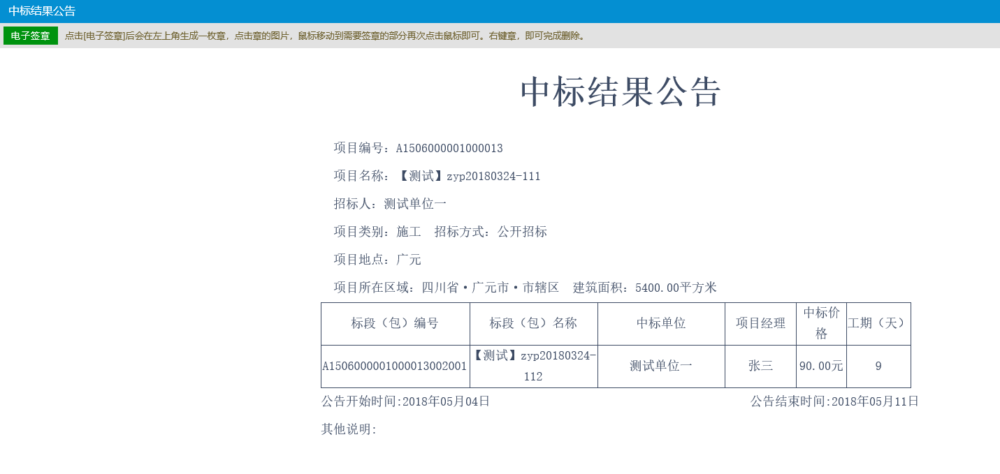 中标结果公告
电子签章 点击[电子签章]后会在左上角生成一枚章，点击章的图片，鼠标移动到需要签章的部分再次点击鼠标即可。右键章，即可完成删除。
中标结果公告
项目编号：A1506000001000013
项目名称：【测试】zyp20180324-111
招标人：测试单位一
项目类别：施工 招标方式：公开招标
项目地点：广元
项目所在区域：四川省·广元市·市辖区 建筑面积：5400.00平方米
标段（包）编号 标段（包）名称 中标单位 项目经理 中标价格 工期（天）
A1506000001000013002001 【测试】zyp20180324-112 测试单位一 张三 90.00元 9
公告开始时间:2018年05月04日 公告结束时间:2018年05月11日
其他说明: